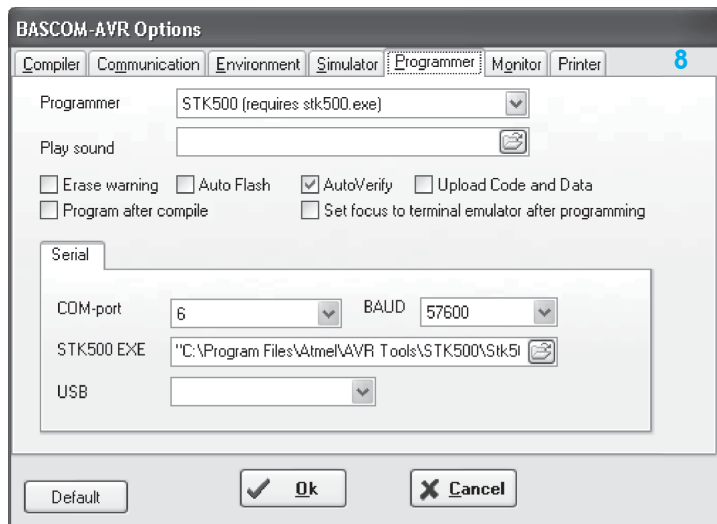 BASCOM-AVR Options
Compiler Communication Environment Simulator Programmer Monitor Printer 8
Programmer STK500 (requires stk500.exe)
Play sound
Erase warning Auto Flash AutoVerify Upload Code and Data
Program after compile Set focus to terminal emulator after programming
Serial
COM-port 6 BAUD 57600
STK500 EXE "C:\Program Files\Atmel\AVR Tools\STK500\Stk5
USB
Default Ok Cancel